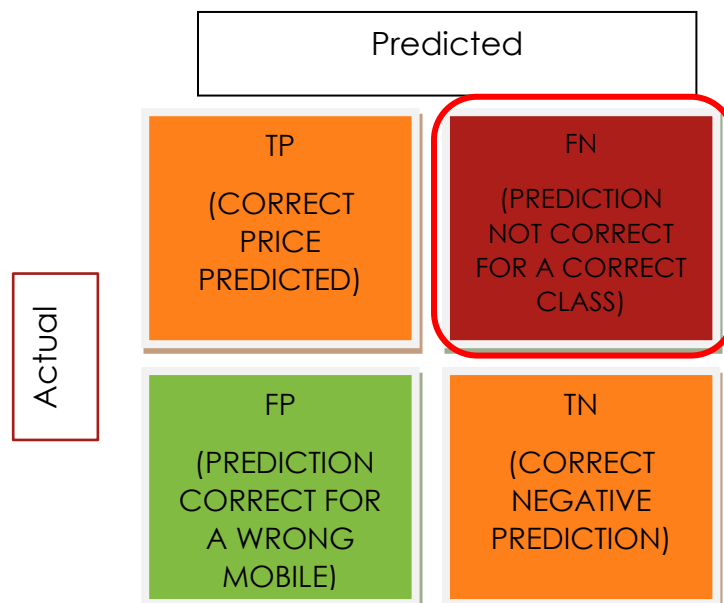 Predicted
TP
(CORRECT
PRICE
PREDICTED)
FN
(PREDICTION
NOT CORRECT
FOR A CORRECT
CLASS)
Actual
FP
(PREDICTION
CORRECT FOR
A WRONG
MOBILE)
TN
(CORRECT
NEGATIVE
PREDICTION)